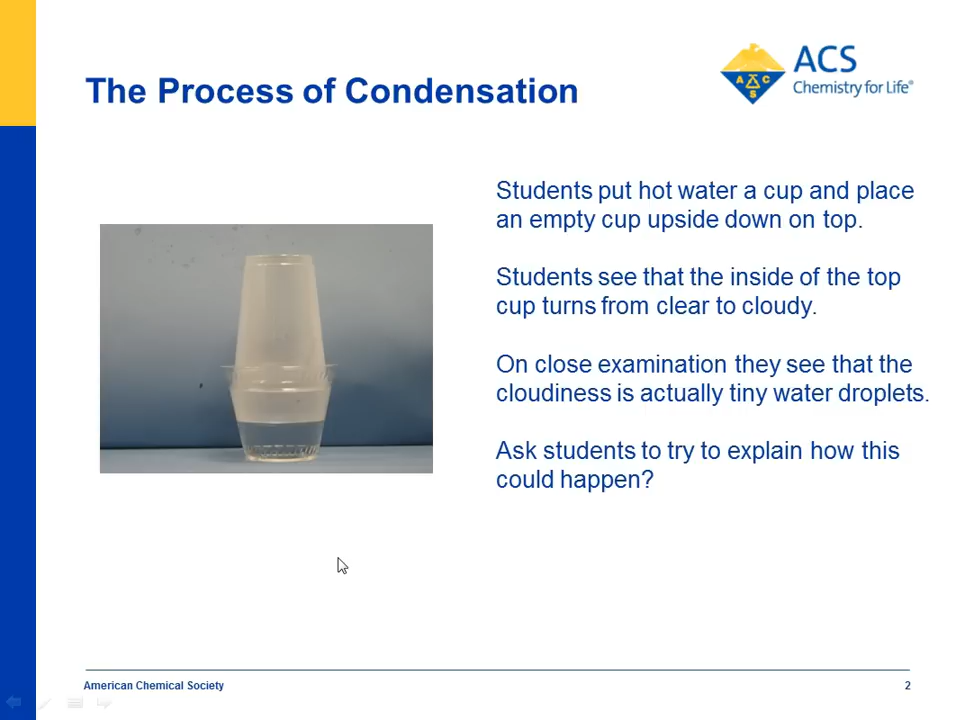 The Process of Condensation
ACS
Chemistry for Life®
A C S
Students put hot water a cup and place
an empty cup upside down on top.
Students see that the inside of the top
cup turns from clear to cloudy.
On close examination they see that the
cloudiness is actually tiny water droplets.
Ask students to try to explain how this
could happen?
American Chemical Society
2